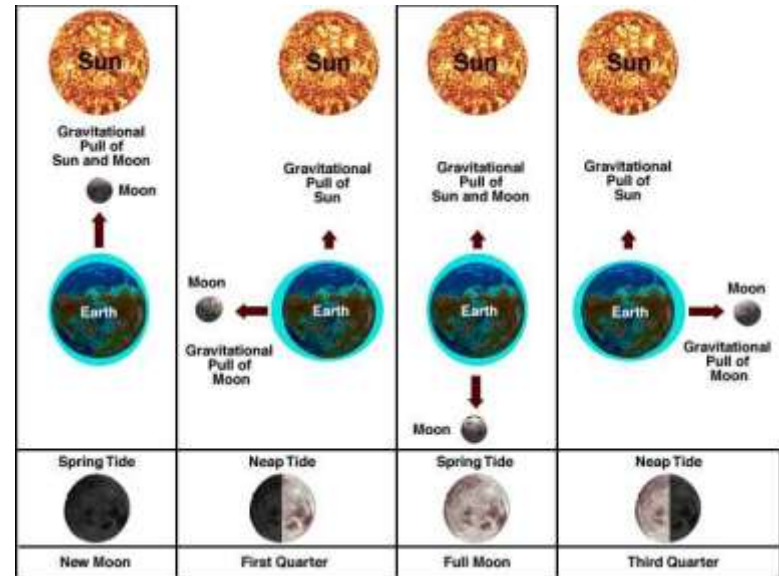 Sun
Gravitational
Pull of
Sun and Moon
Moon
Earth
Spring Tide
New Moon
Sun
Gravitational
Pull of
Sun
Moon
Earth
Gravitational
Pull of
Moon
Neap Tide
First Quarter
Sun
Gravitational
Pull of
Sun and Moon
Earth
Moon
Spring Tide
Full Moon
Sun
Gravitational
Pull of
Sun
Moon
Earth
Gravitational
Pull of
Moon
Neap Tide
Third Quarter